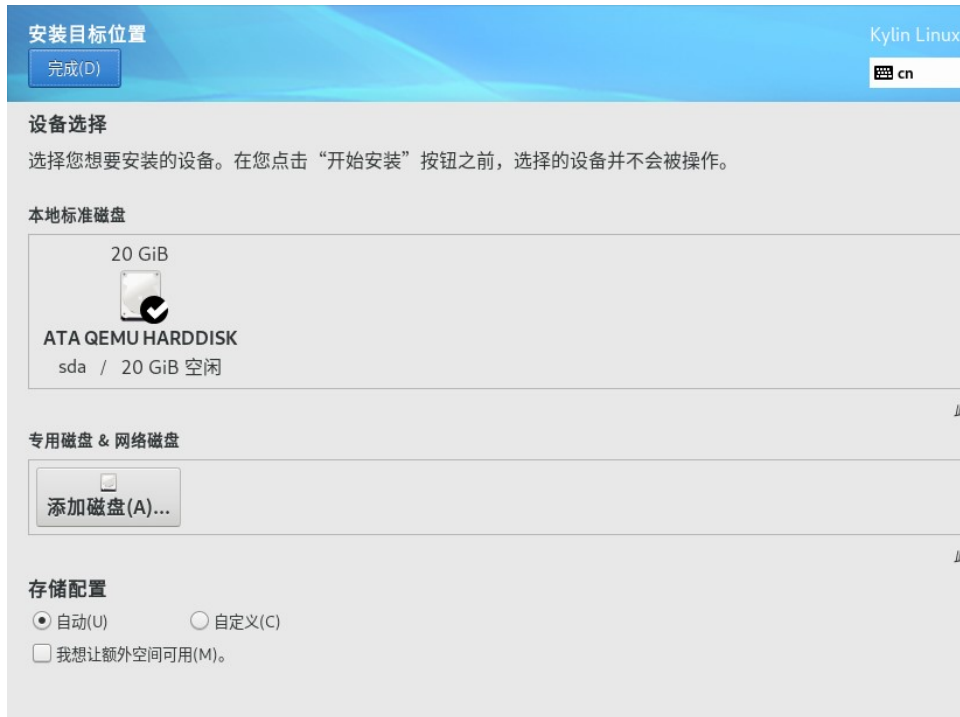 安装目标位置
Kylin Linux
完成(D)
cn
设备选择
选择您想要安装的设备。在您点击“开始安装”按钮之前，选择的设备并不会被操作。
本地标准磁盘
20 GiB
ATA QEMU HARDDISK
sda / 20 GiB 空闲
专用磁盘 & 网络磁盘
添加磁盘(A)...
存储配置
自动(U) 自定义(C)
我想让额外空间可用(M)。